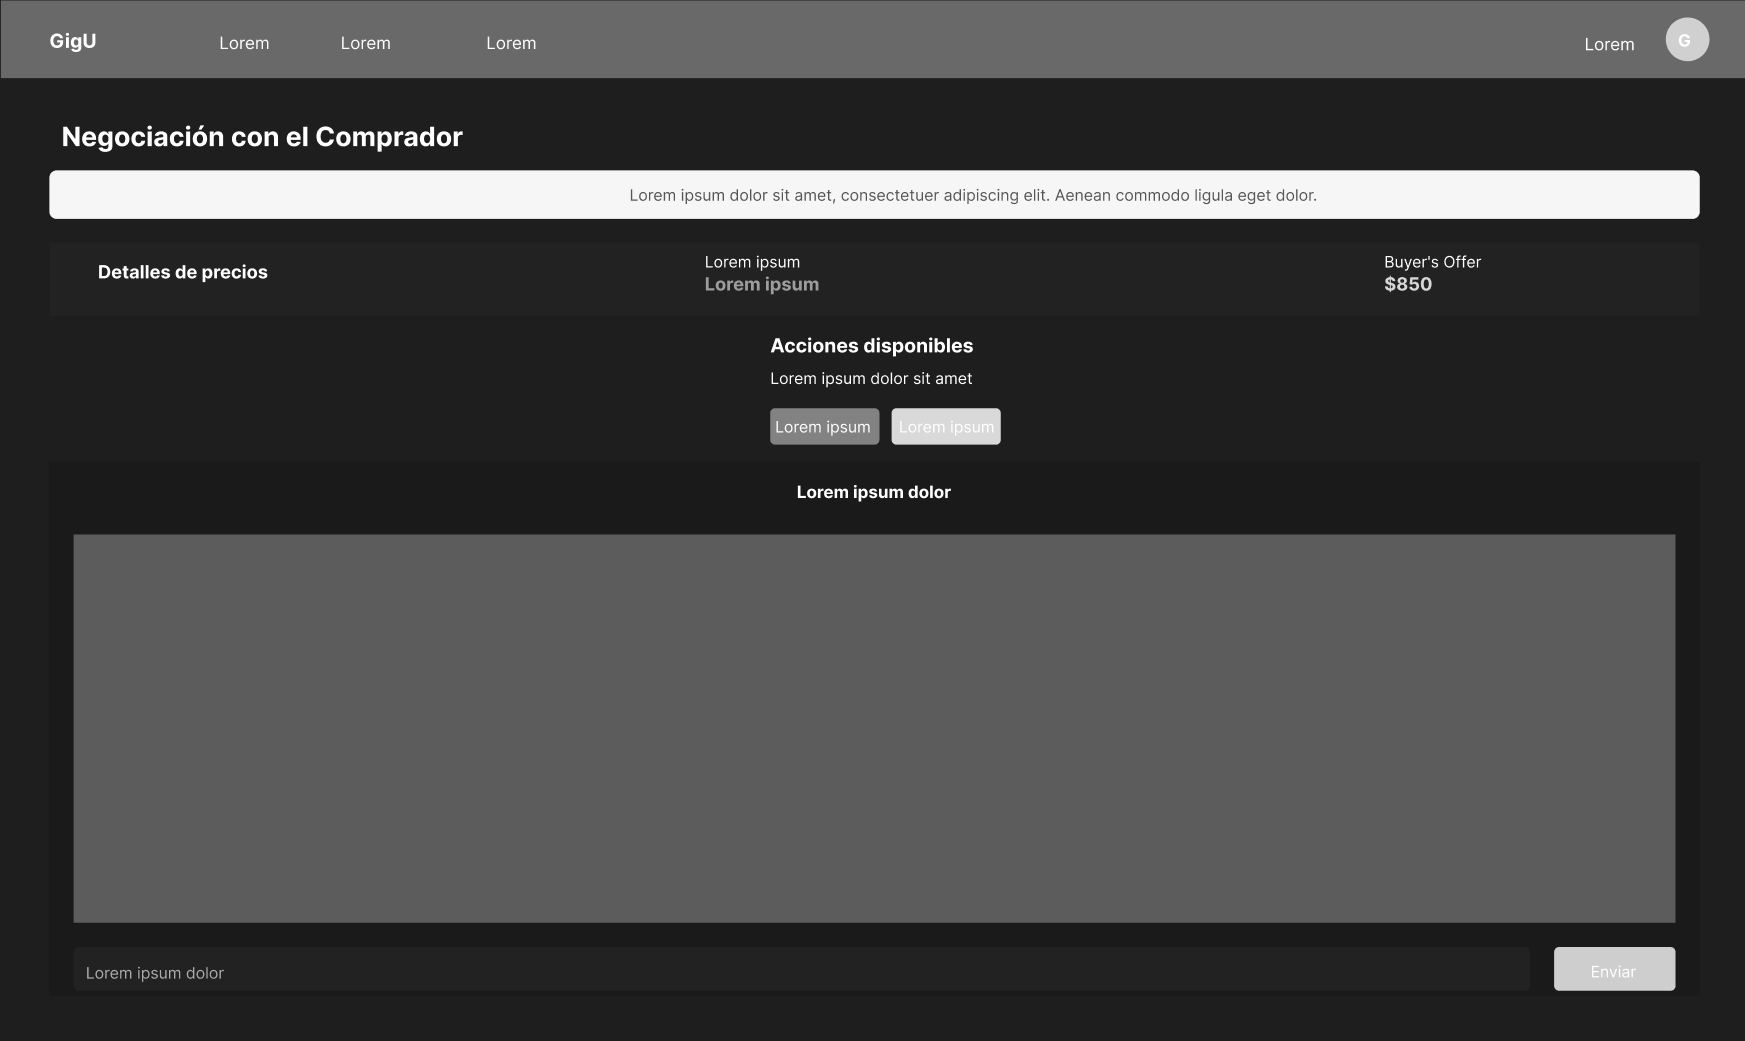 GigU
Lorem
Lorem
Lorem
Lorem
G
Negociación con el Comprador
Lorem ipsum dolor sit amet, consectetuer adipiscing elit. Aenean commodo ligula eget dolor.
Detalles de precios
Lorem ipsum
Lorem ipsum
Buyer's Offer
$850
Acciones disponibles
Lorem ipsum dolor sit amet
Lorem ipsum
Lorem ipsum
Lorem ipsum dolor
Lorem ipsum dolor
Enviar